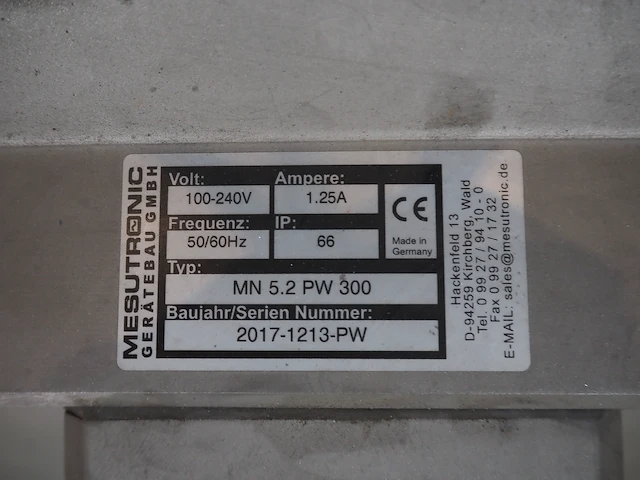 MESUTRONIC
GERÄTEBAU GMBH
Volt: Ampere:
100-240V 1.25A
Frequenz: IP:
50/60Hz 66
CE
Made in
Germany
Typ:
MN 5.2 PW 300
Baujahr/Serien Nummer:
2017-1213-PW
Hackenfeld 13
D-94259 Kirchberg, Wald
Tel. 0 99 27 / 94 10 - 0
Fax 0 99 27 / 17 32
E-MAIL: sales@mesutronic.de